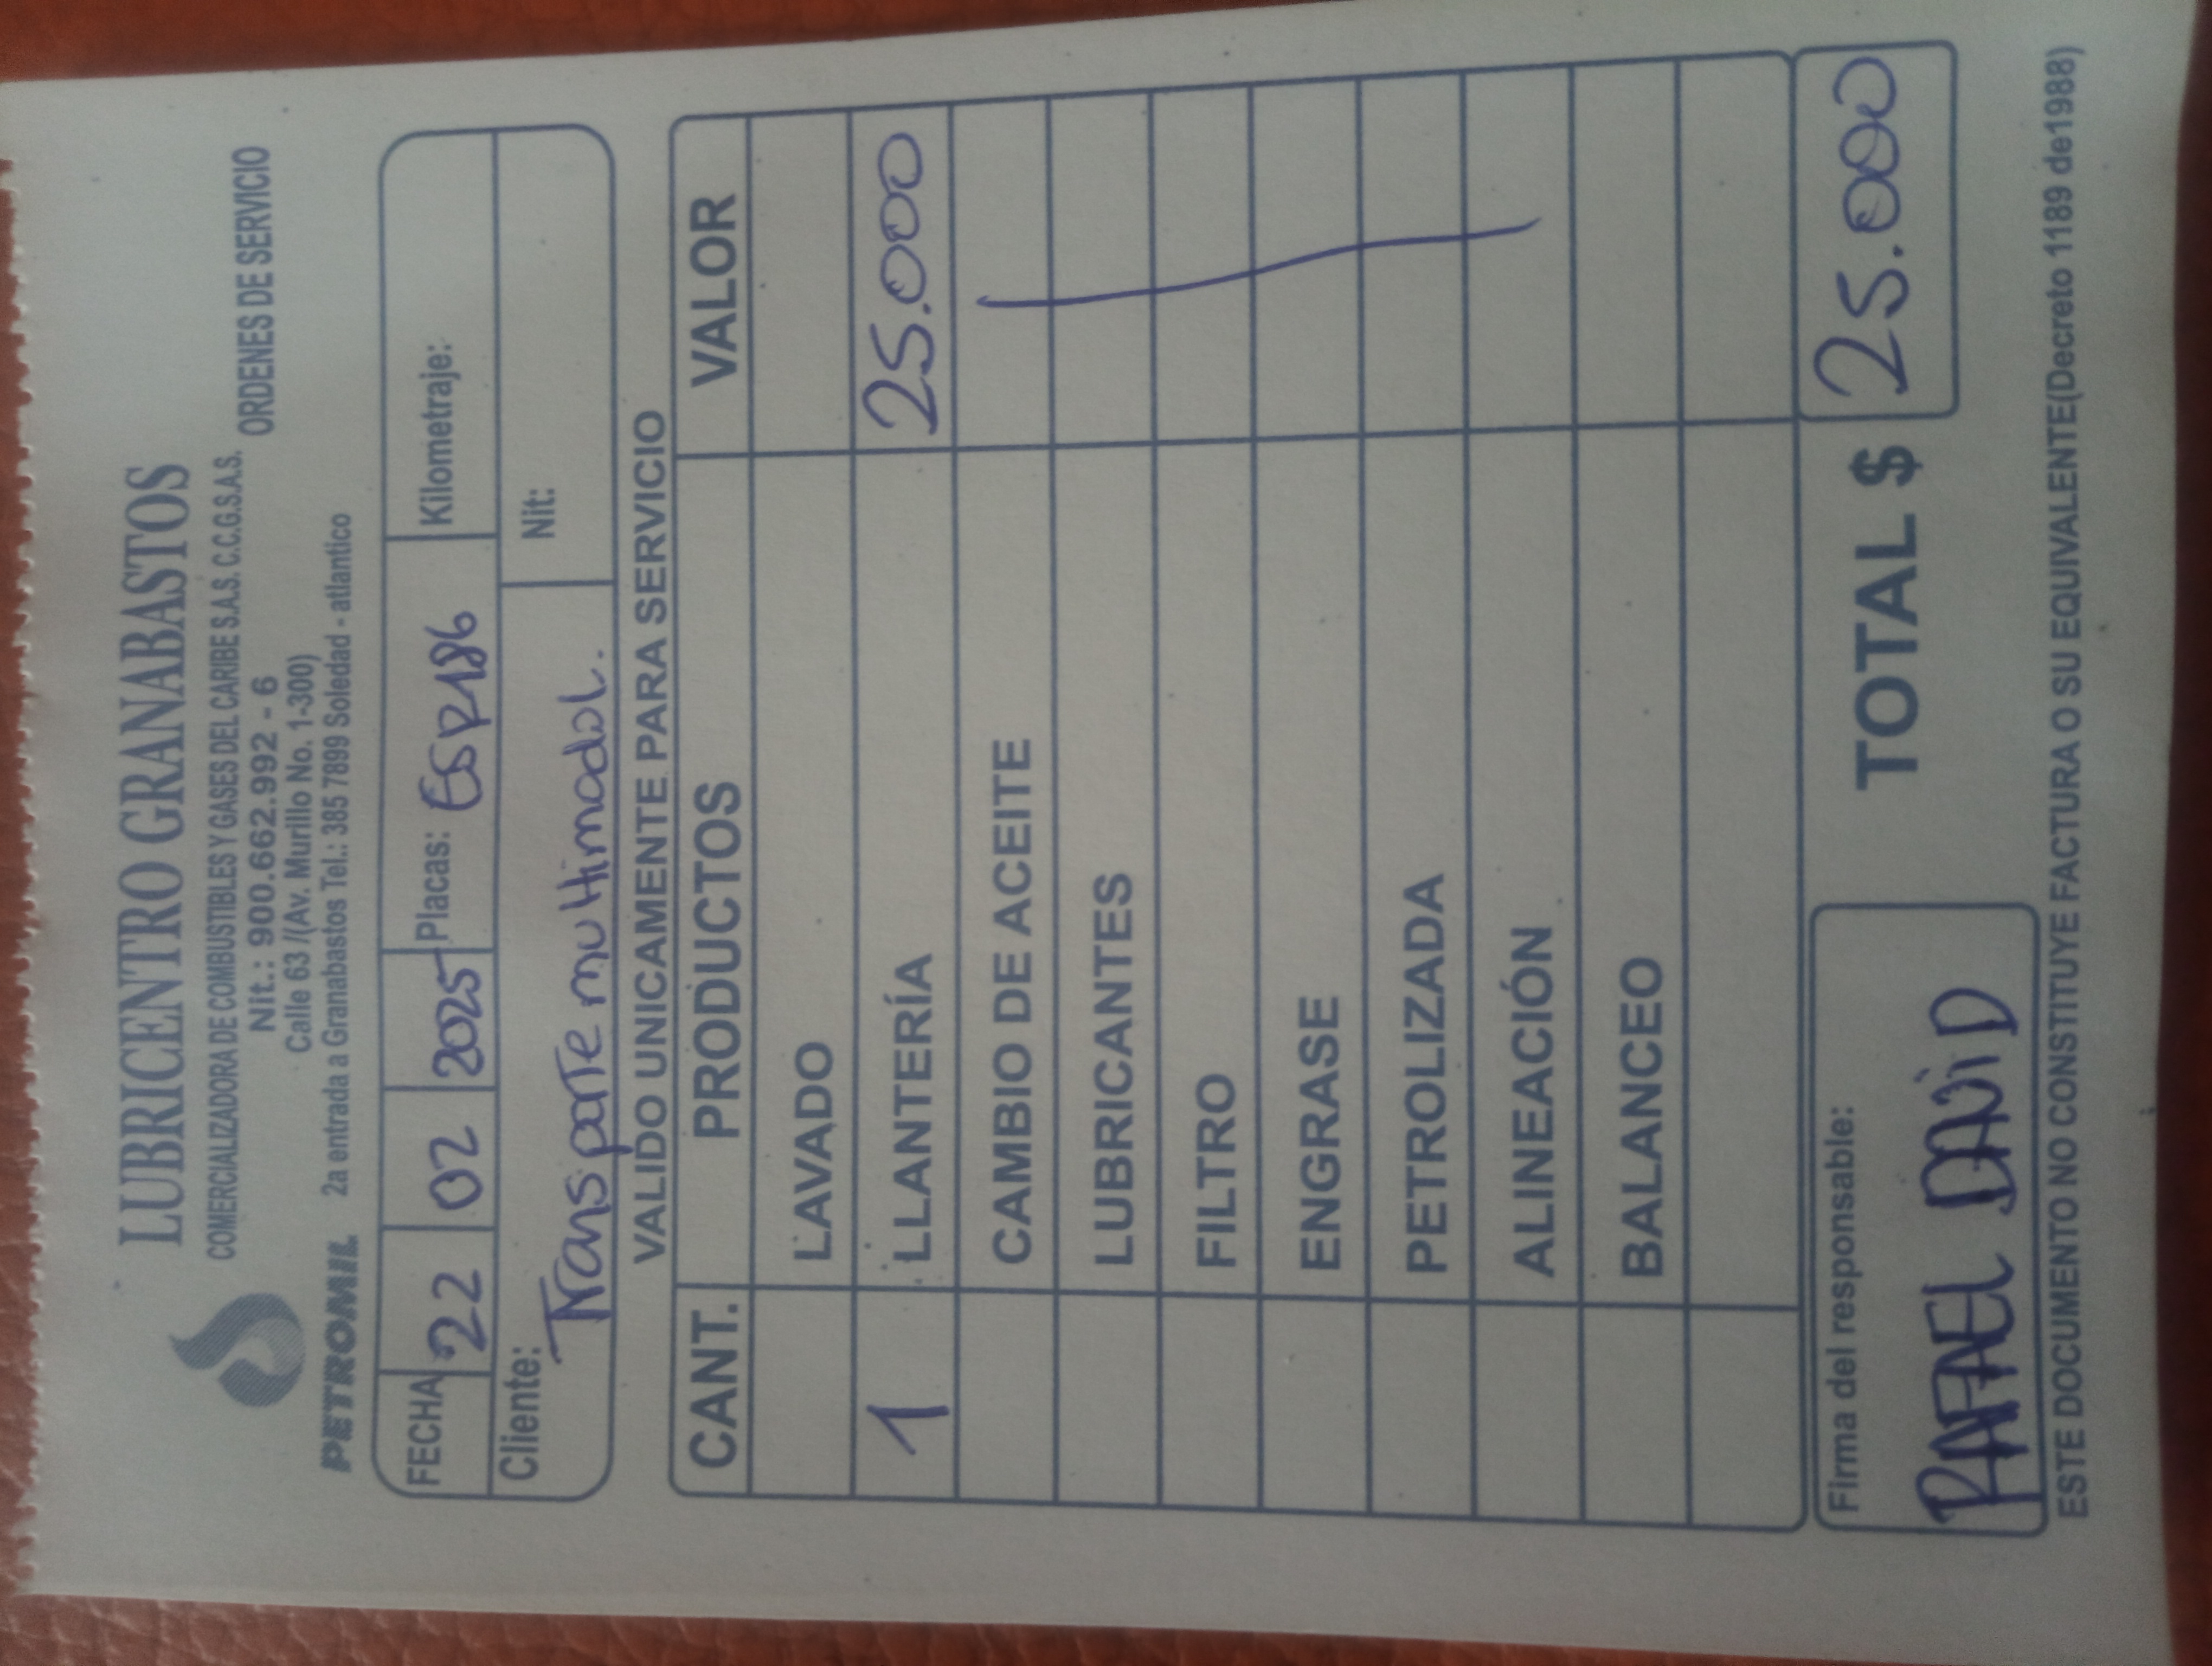 LUBRICENTRO GRANABASTOS
COMERCIALIZADORA DE COMBUSTIBLES Y GASES DEL CARIBE S.A.S. C.C.G.S.A.S.
Nit.: 900.662.992 - 6
ORDENES DE SERVICIO
Calle 63 /(Av. Murillo No. 1-300)
PETROMIL 2a entrada a Granabastos Tel.: 385 7899 Soledad - atlantico
FECHA 22 02 2025 Placas: ESR186 Kilometraje:
Cliente: Transporte multimodal. Nit:
VALIDO UNICAMENTE PARA SERVICIO
CANT. PRODUCTOS VALOR
LAVADO
1 LLANTERÍA 25.000
CAMBIO DE ACEITE
LUBRICANTES
FILTRO
ENGRASE
PETROLIZADA
ALINEACIÓN
BALANCEO
Firma del responsable:
RAFAEL DAViD
TOTAL $ 25.000
ESTE DOCUMENTO NO CONSTITUYE FACTURA O SU EQUIVALENTE(Decreto 1189 de1988)